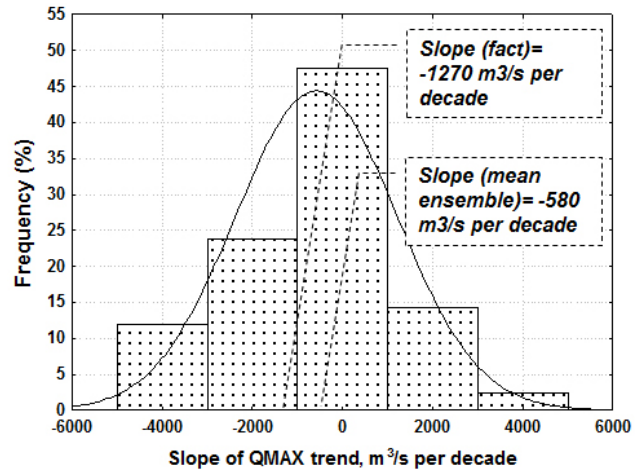 55
50
45
40
35
30
25
20
15
10
5
0
Frequency (%)
Slope (fact)=
-1270 m3/s per
decade
Slope (mean
ensemble)= -580
m3/s per decade
-6000 -4000 -2000 0 2000 4000 6000
Slope of QMAX trend, m³/s per decade